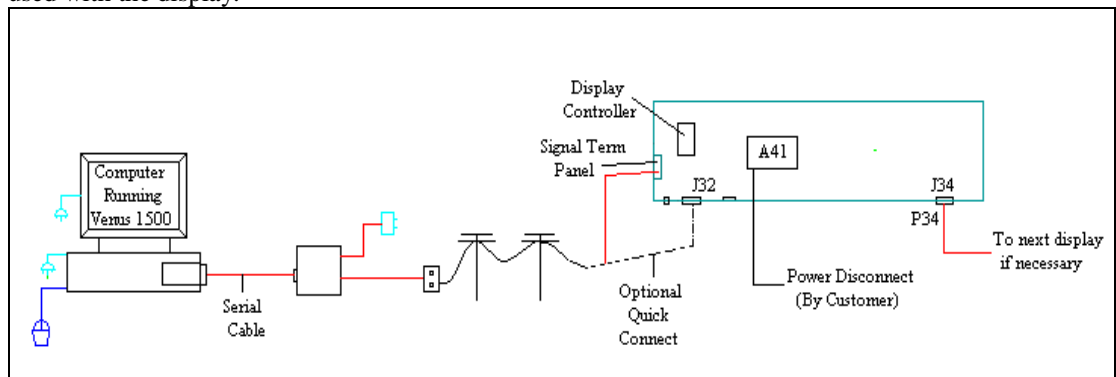 used with the display.
Display
Controller
Signal Term
Panel
A41
J32
J34
P34
Computer
Running
Venus 1500
To next display
if necessary
Power Disconnect
(By Customer)
Serial
Cable
Optional
Quick
Connect